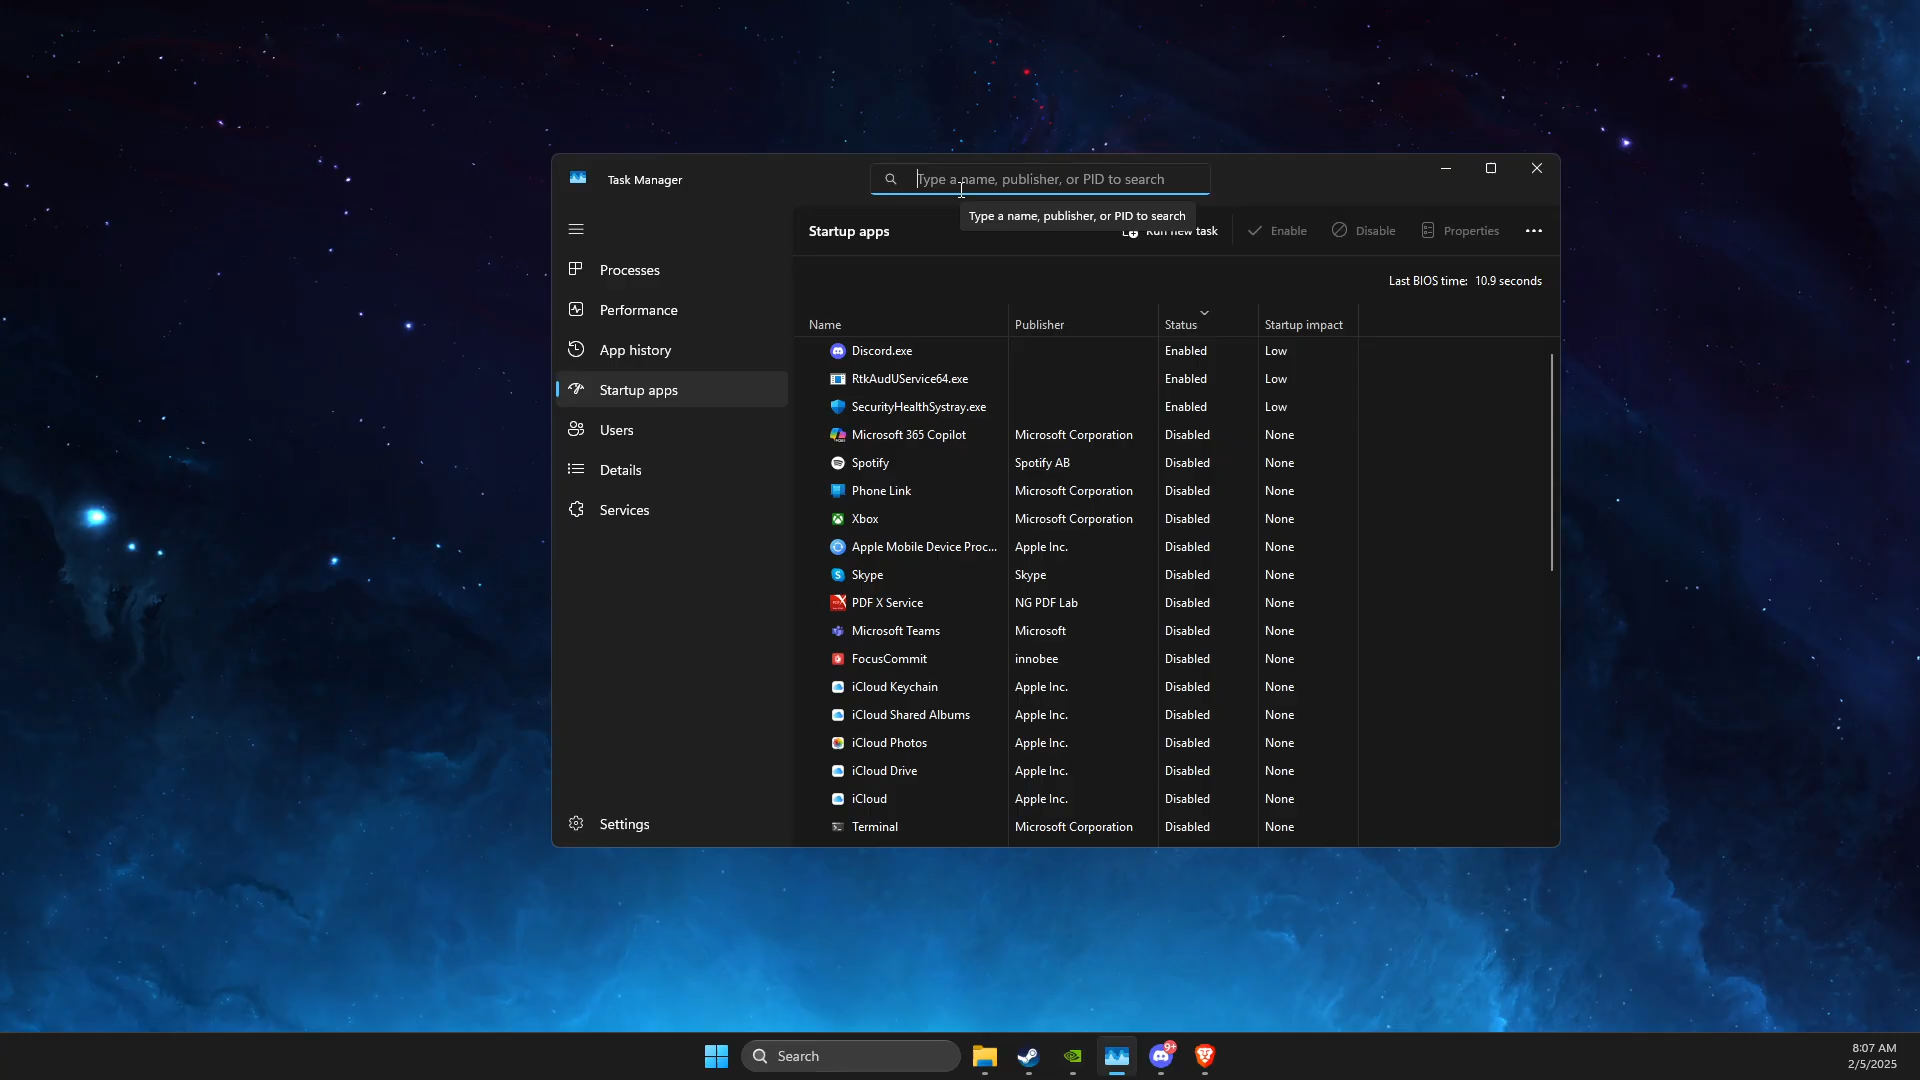 Task Manager
Type a name, publisher, or PID to search
Type a name, publisher, or PID to search
Startup apps
Run new task
Enable
Disable
Properties
Processes
Performance
App history
Startup apps
Users
Details
Services
Settings
Last BIOS time: 10.9 seconds
Name Publisher Status Startup impact
Discord.exe Enabled Low
RtkAudUService64.exe Enabled Low
SecurityHealthSystray.exe Enabled Low
Microsoft 365 Copilot Microsoft Corporation Disabled None
Spotify Spotify AB Disabled None
Phone Link Microsoft Corporation Disabled None
Xbox Microsoft Corporation Disabled None
Apple Mobile Device Proc... Apple Inc. Disabled None
Skype Skype Disabled None
PDF X Service NG PDF Lab Disabled None
Microsoft Teams Microsoft Disabled None
FocusCommit innobee Disabled None
iCloud Keychain Apple Inc. Disabled None
iCloud Shared Albums Apple Inc. Disabled None
iCloud Photos Apple Inc. Disabled None
iCloud Drive Apple Inc. Disabled None
iCloud Apple Inc. Disabled None
Terminal Microsoft Corporation Disabled None
Search
9+
8:07 AM
2/5/2025